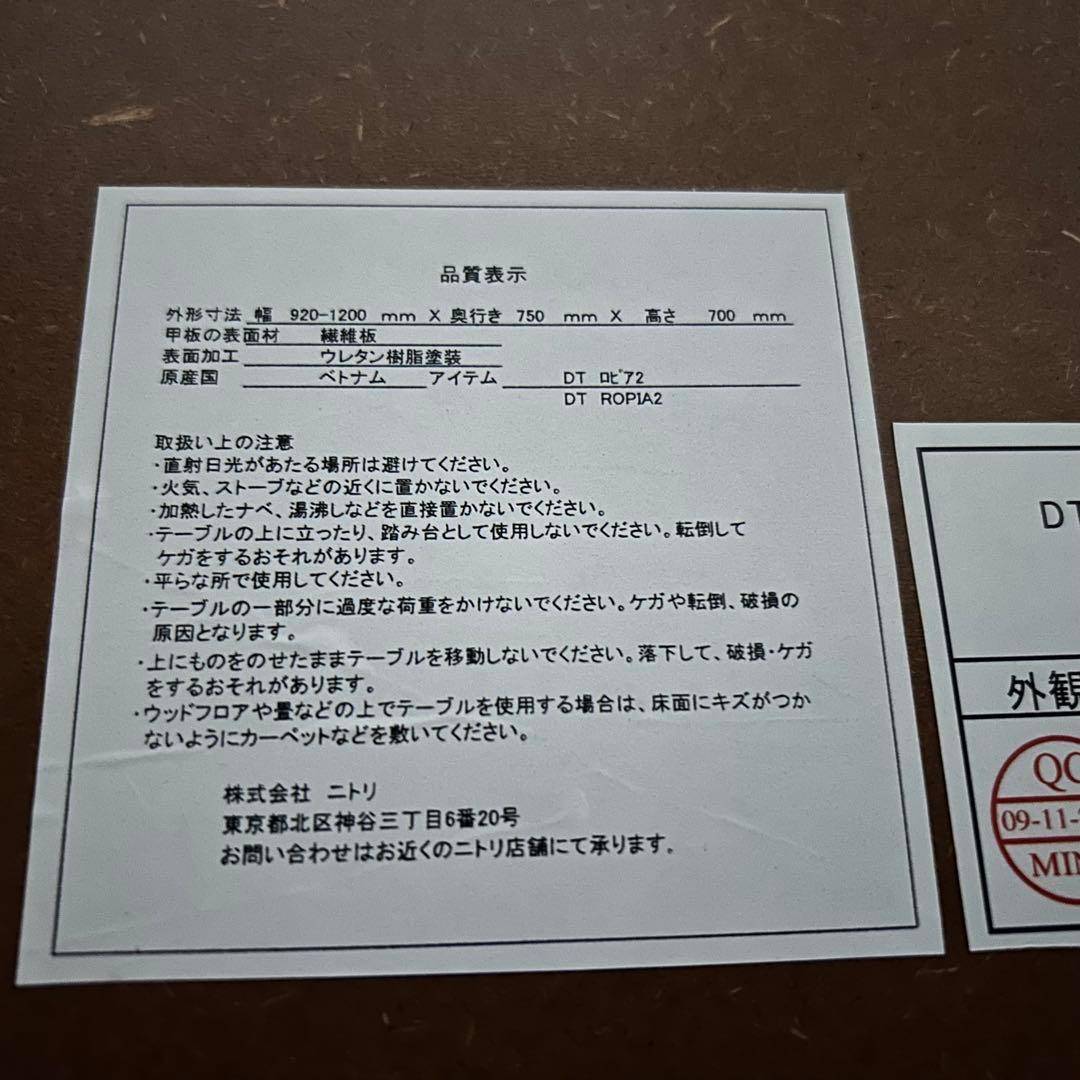 品質表示
外形寸法 幅 920-1200 mm X 奥行き 750 mm X 高さ 700 mm
甲板の表面材 繊維板
表面加工 ウレタン樹脂塗装
原産国 ベトナム アイテム DT ロピア2
DT ROPIA2
取扱い上の注意
・直射日光があたる場所は避けてください。
・火気、ストーブなどの近くに置かないでください。
・加熱したナベ、湯沸しなどを直接置かないでください。
・テーブルの上に立ったり、踏み台として使用しないでください。転倒して
ケガをするおそれがあります。
・平らな所で使用してください。
・テーブルの一部分に過度な荷重をかけないでください。ケガや転倒、破損の
原因となります。
・上にものをのせたままテーブルを移動しないでください。落下して、破損・ケガ
をするおそれがあります。
・ウッドフロアや畳などの上でテーブルを使用する場合は、床面にキズがつか
ないようにカーペットなどを敷いてください。
株式会社 ニトリ
東京都北区神谷三丁目6番20号
お問い合わせはお近くのニトリ店舗にて承ります。
DT
外観
QC
09-11-
MIN